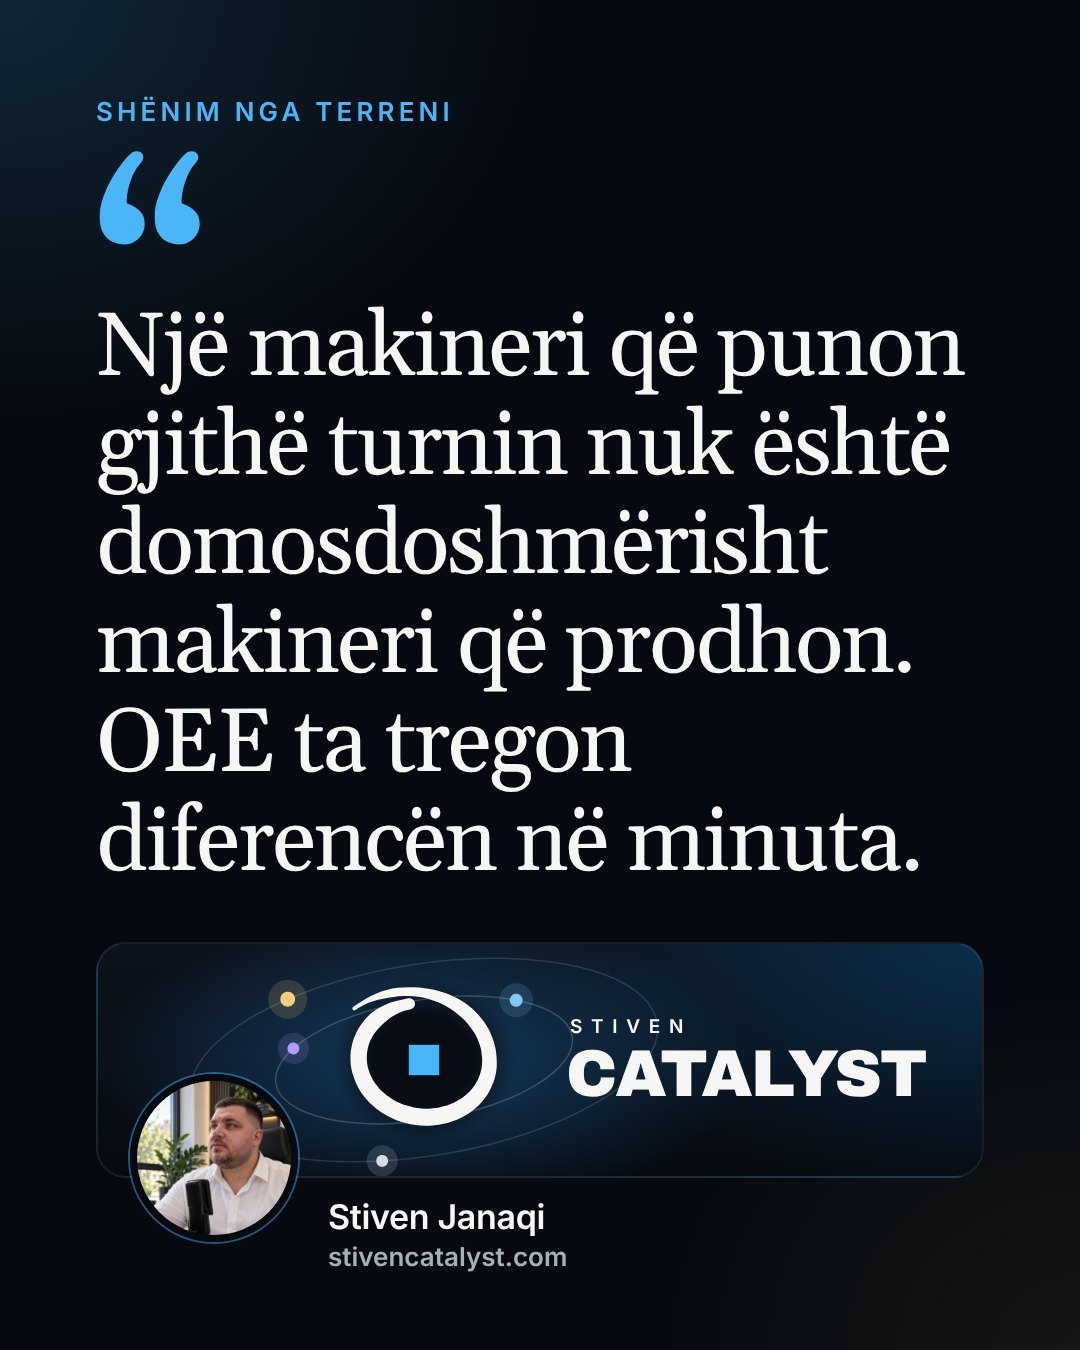 SHËNIM NGA TERRENI
“
Një makineri që punon
gjithë turnin nuk është
domosdoshmërisht
makineri që prodhon.
OEE ta tregon
diferencën në minuta.
STIVEN
CATALYST
Stiven Janaqi
stivencatalyst.com